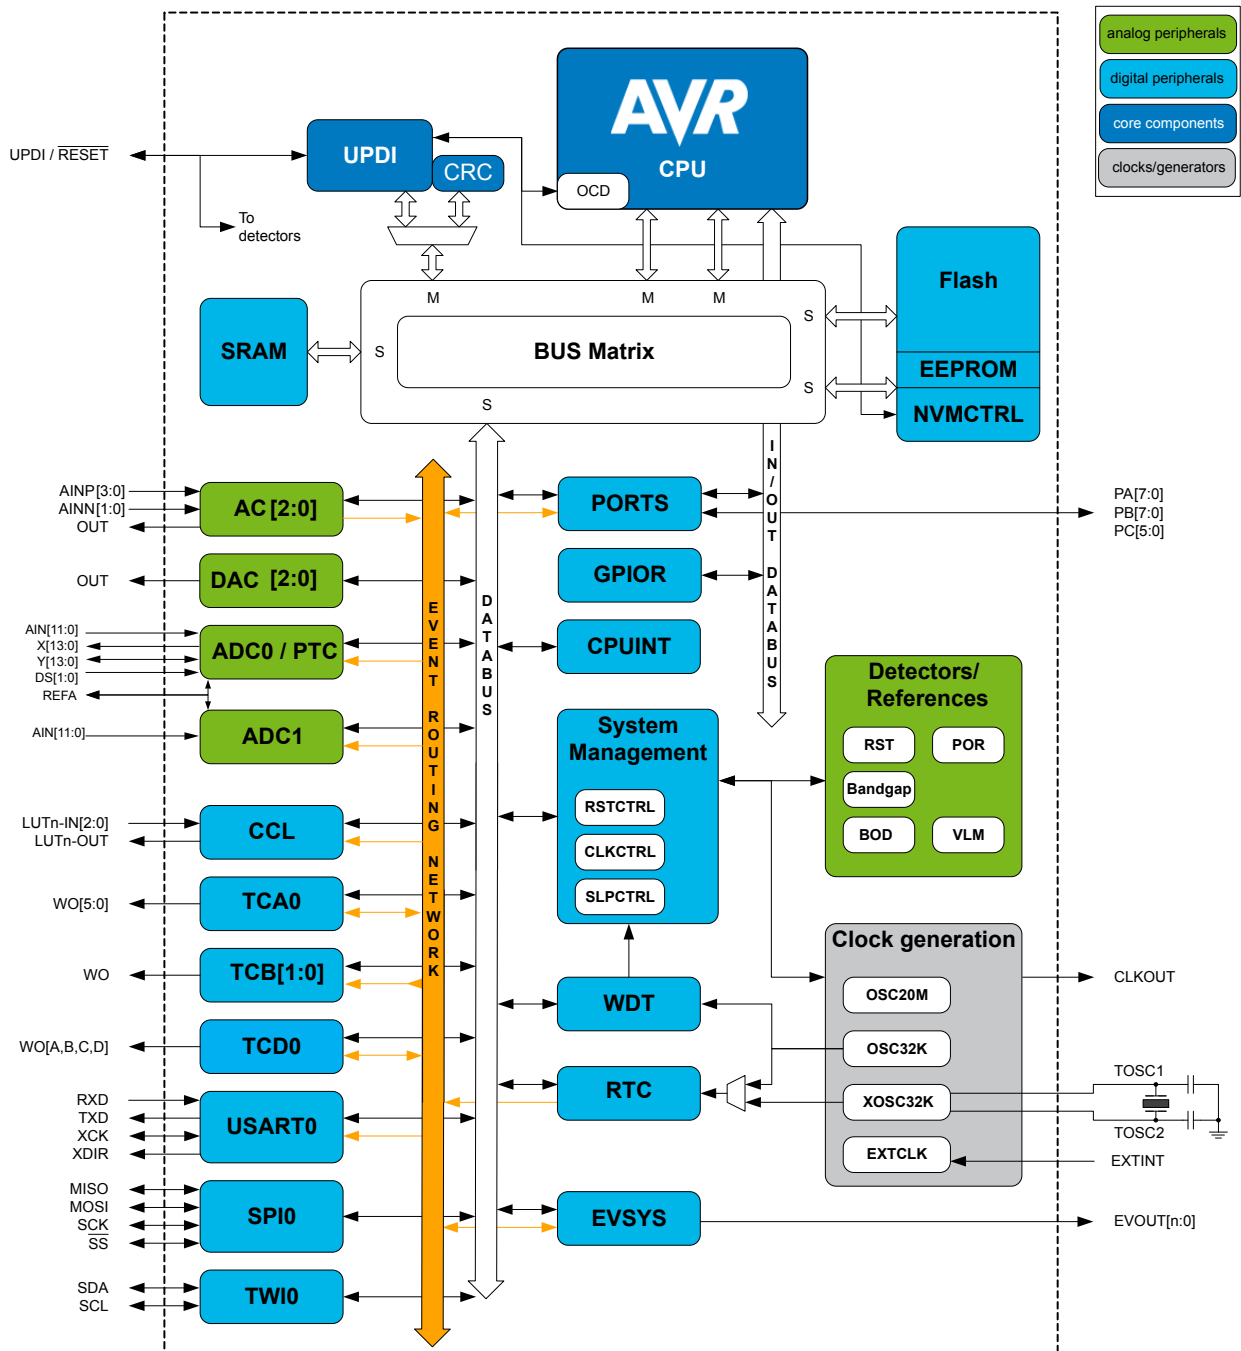 analog peripherals
digital peripherals
core components
clocks/generators
AVR
CPU
OCD
UPDI
CRC
UPDI / RESET
To
detectors
M
M
M
S
S
S
S
BUS Matrix
SRAM
Flash
EEPROM
NVMCTRL
AINP[3:0]
AINN[1:0]
OUT
AC [2:0]
OUT
DAC [2:0]
AIN[11:0]
X[13:0]
Y[13:0]
DS[1:0]
REFA
ADC0 / PTC
AIN[11:0]
ADC1
LUTn-IN[2:0]
LUTn-OUT
CCL
WO[5:0]
TCA0
WO
TCB[1:0]
WO[A,B,C,D]
TCD0
RXD
TXD
XCK
XDIR
USART0
MISO
MOSI
SCK
SS
SPI0
SDA
SCL
TWI0
EVENT ROUTING NETWORK
DATABUS
IN/OUT DATABUS
PORTS
PA[7:0]
PB[7:0]
PC[5:0]
GPIOR
CPUINT
System
Management
RSTCTRL
CLKCTRL
SLPCTRL
Detectors/
References
RST
POR
Bandgap
BOD
VLM
WDT
RTC
EVSYS
Clock generation
OSC20M
OSC32K
XOSC32K
EXTCLK
CLKOUT
TOSC1
TOSC2
EXTINT
EVOUT[n:0]